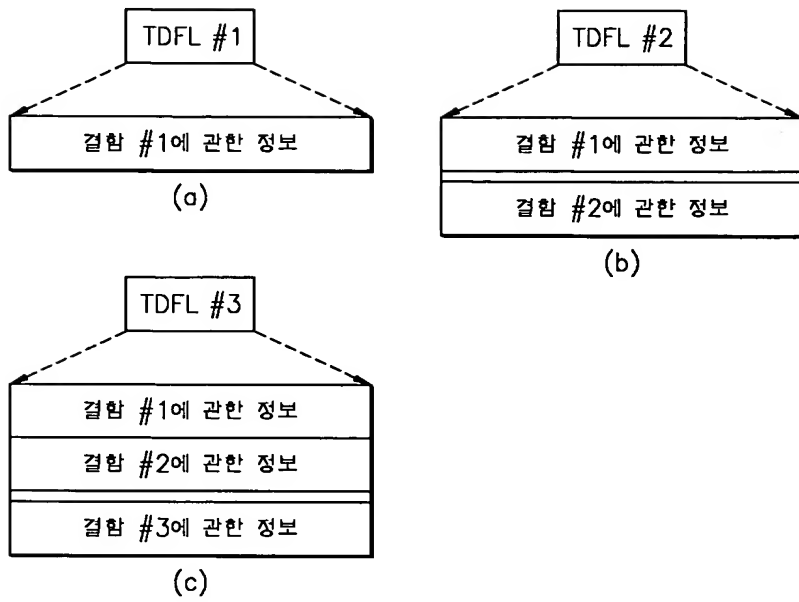 TDFL #1
결함 #1에 관한 정보
(a)
TDFL #2
결함 #1에 관한 정보
결함 #2에 관한 정보
(b)
TDFL #3
결함 #1에 관한 정보
결함 #2에 관한 정보
결함 #3에 관한 정보
(c)